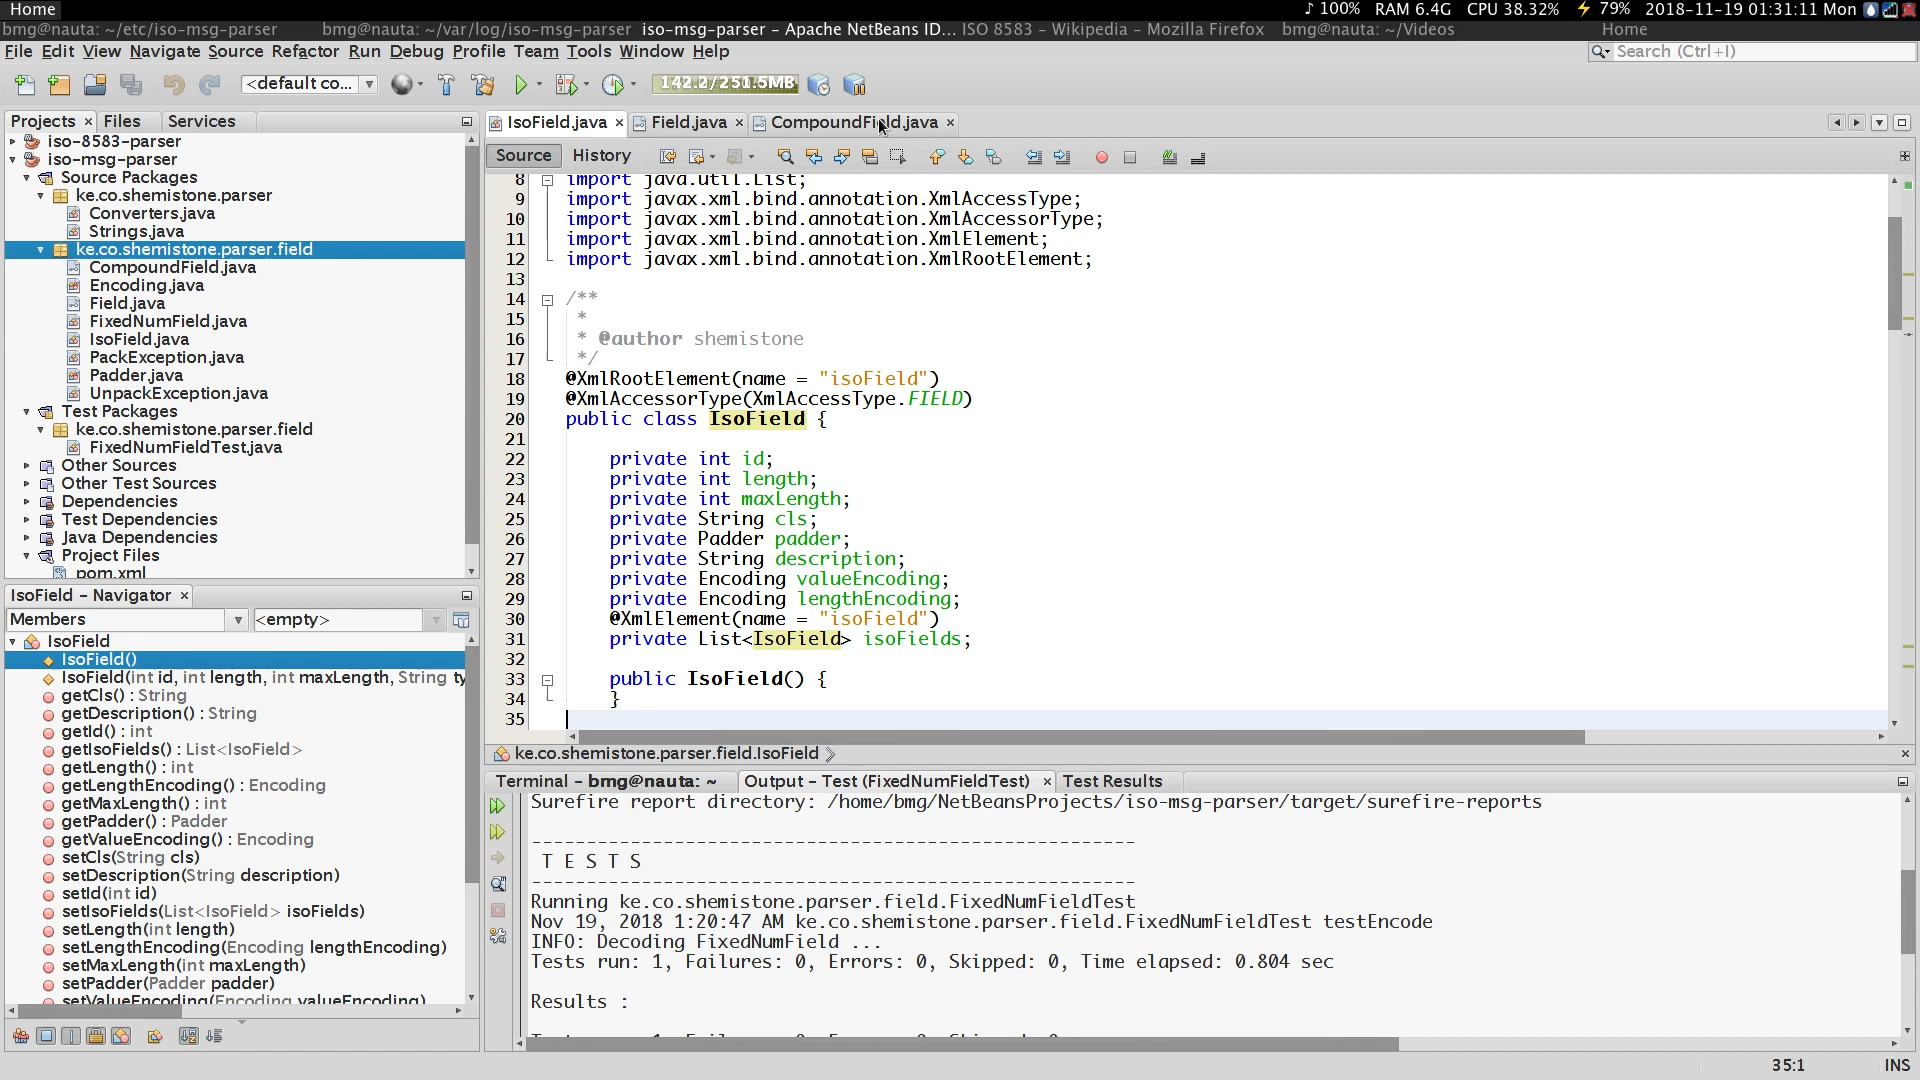 Home
♪ 100% RAM 6.4G CPU 38.32% ⚡ 79% 2018-11-19 01:31:11 Mon
bmg@nauta: ~/etc/iso-msg-parser bmg@nauta: ~/var/log/iso-msg-parser iso-msg-parser - Apache NetBeans ID... ISO 8583 - Wikipedia - Mozilla Firefox bmg@nauta: ~/Videos Home
File Edit View Navigate Source Refactor Run Debug Profile Team Tools Window Help
Search (Ctrl+I)
<default co...
142.2/251.5MB
Projects × Files Services
iso-8583-parser
iso-msg-parser
Source Packages
ke.co.shemistone.parser
Converters.java
Strings.java
ke.co.shemistone.parser.field
CompoundField.java
Encoding.java
Field.java
FixedNumField.java
IsoField.java
PackException.java
Padder.java
UnpackException.java
Test Packages
ke.co.shemistone.parser.field
FixedNumFieldTest.java
Other Sources
Other Test Sources
Dependencies
Test Dependencies
Java Dependencies
Project Files
pom.xml
IsoField - Navigator ×
Members <empty>
IsoField
IsoField()
IsoField(int id, int length, int maxLength, String ty
getCls() : String
getDescription() : String
getId() : int
getIsoFields() : List<IsoField>
getLength() : int
getLengthEncoding() : Encoding
getMaxLength() : int
getPadder() : Padder
getValueEncoding() : Encoding
setCls(String cls)
setDescription(String description)
setId(int id)
setIsoFields(List<IsoField> isoFields)
setLength(int length)
setLengthEncoding(Encoding lengthEncoding)
setMaxLength(int maxLength)
setPadder(Padder padder)
setValueEncoding(Encoding valueEncoding)
IsoField.java × Field.java × CompoundField.java ×
Source History
8 import java.util.List;
9 import javax.xml.bind.annotation.XmlAccessType;
10 import javax.xml.bind.annotation.XmlAccessorType;
11 import javax.xml.bind.annotation.XmlElement;
12 import javax.xml.bind.annotation.XmlRootElement;
13
14 /**
15 *
16 * @author shemistone
17 */
18 @XmlRootElement(name = "isoField")
19 @XmlAccessorType(XmlAccessType.FIELD)
20 public class IsoField {
21
22 private int id;
23 private int length;
24 private int maxLength;
25 private String cls;
26 private Padder padder;
27 private String description;
28 private Encoding valueEncoding;
29 private Encoding lengthEncoding;
30 @XmlElement(name = "isoField")
31 private List<IsoField> isoFields;
32
33 public IsoField() {
34 }
35
ke.co.shemistone.parser.field.IsoField
Terminal - bmg@nauta: ~ Output - Test (FixedNumFieldTest) × Test Results
Surefire report directory: /home/bmg/NetBeansProjects/iso-msg-parser/target/surefire-reports
-------------------------------------------------------
T E S T S
-------------------------------------------------------
Running ke.co.shemistone.parser.field.FixedNumFieldTest
Nov 19, 2018 1:20:47 AM ke.co.shemistone.parser.field.FixedNumFieldTest testEncode
INFO: Decoding FixedNumField ...
Tests run: 1, Failures: 0, Errors: 0, Skipped: 0, Time elapsed: 0.804 sec
Results :
35:1 INS